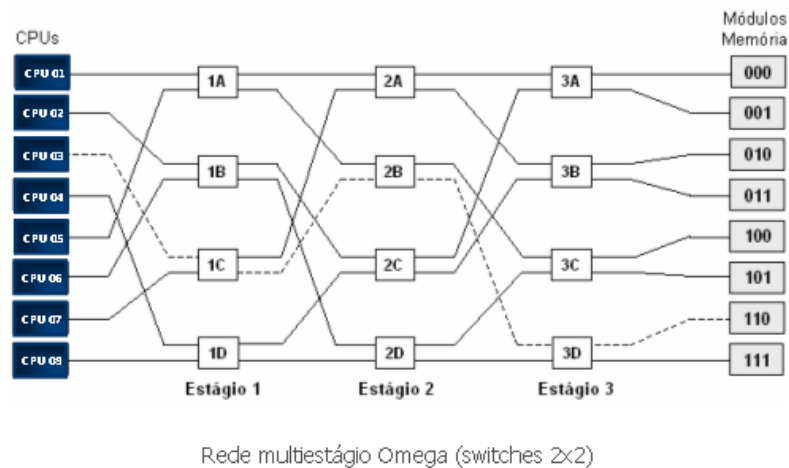 Módulos
Memória
CPUs
CPU 01
CPU 02
CPU 03
CPU 04
CPU 05
CPU 06
CPU 07
CPU 08
1A
1B
1C
1D
2A
2B
2C
2D
3A
3B
3C
3D
000
001
010
011
100
101
110
111
Estágio 1
Estágio 2
Estágio 3
Rede multiestágio Omega (switches 2x2)